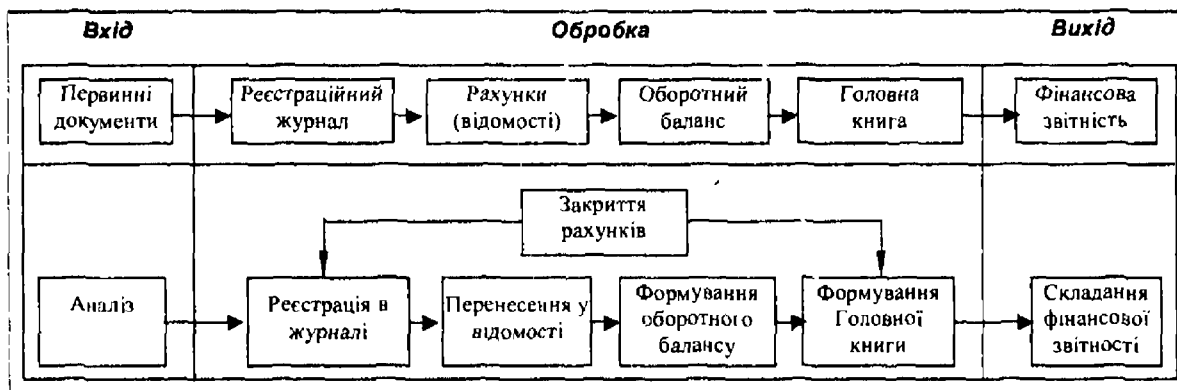 Вхід
Обробка
Вихід
Первинні
документи
Реєстраційний
журнал
Рахунки
(відомості)
Оборотний
баланс
Головна
книга
Фінансова
звітність
Закриття
рахунків
Аналіз
Реєстрація в
журналі
Перенесення у
відомості
Формування
оборотного
балансу
Формування
Головної
книги
Складання
фінансової
звітності